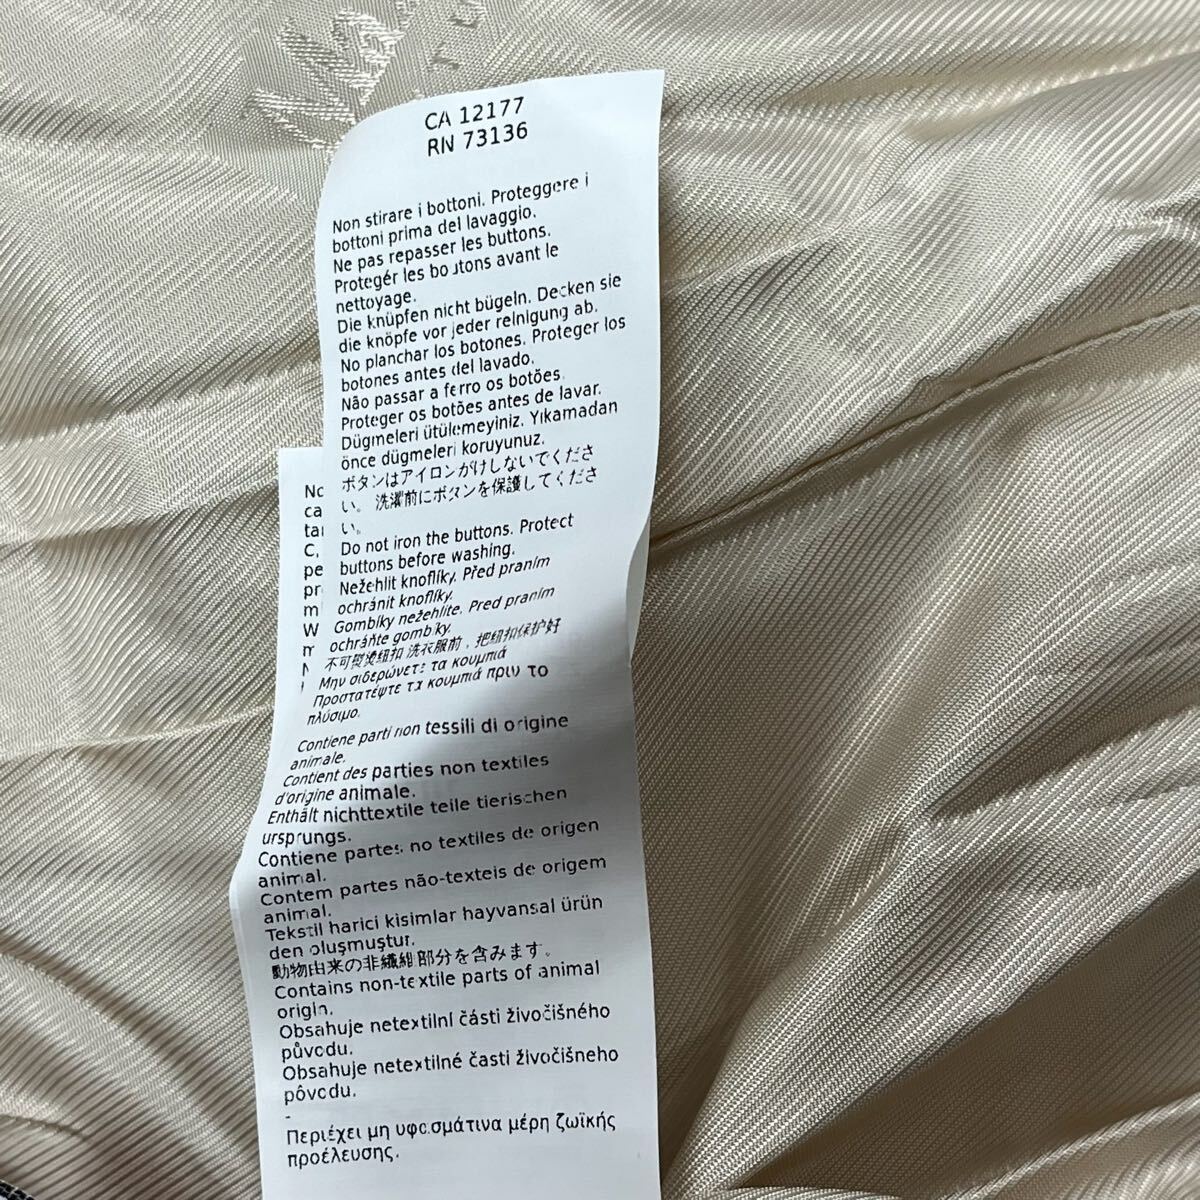 CA 12177
RN 73136
Non stirare i bottoni. Proteggere i
bottoni prima del lavaggio.
Ne pas repasser les buttons.
Protegér les boutons avant le
nettoyage.
Die knüpfen nicht bügeln. Decken sie
die knöpfe vor jeder reinigung ab.
No planchar los botones. Proteger los
botones antes del lavado.
Não passar a ferro os botões.
Proteger os botões antes de lavar.
Dügmeleri ütülemeyiniz. Yıkamadan
önce dügmeleri koruyunuz.
ボタンはアイロンがけしないでくださ
い。 洗濯前にボタンを保護してくださ
い。
Do not iron the buttons. Protect
buttons before washing.
Nežehlit knoflíky. Před praním
ochránit knoflíky.
Gombíky nežehlite. Pred praním
ochráňte gombíky.
不可熨烫纽扣 洗衣服前，把纽扣保护好
Μην σιδερώνετε τα κουμπιά
Προστατέψτε τα κουμπιά πριν το
πλύσιμο.
Contiene parti non tessili di origine
animale.
Contient des parties non textiles
d'origine animale.
Enthält nichttextile teile tierischen
ursprungs.
Contiene partes no textiles de origen
animal.
Contem partes não-texteis de origem
animal.
Tekstil harici kisimlar hayvansal ürün
den oluşmuştur.
動物由来の非繊維部分を含みます。
Contains non-textile parts of animal
origin.
Obsahuje netextilní části živočišného
původu.
Obsahuje netextilné časti živočišneho
pôvodu.
-
Περιέχει μη υφασμάτινα μέρη ζωϊκής
προέλευσης.
No
ca
tar
C,
pe
pr
m
W
m